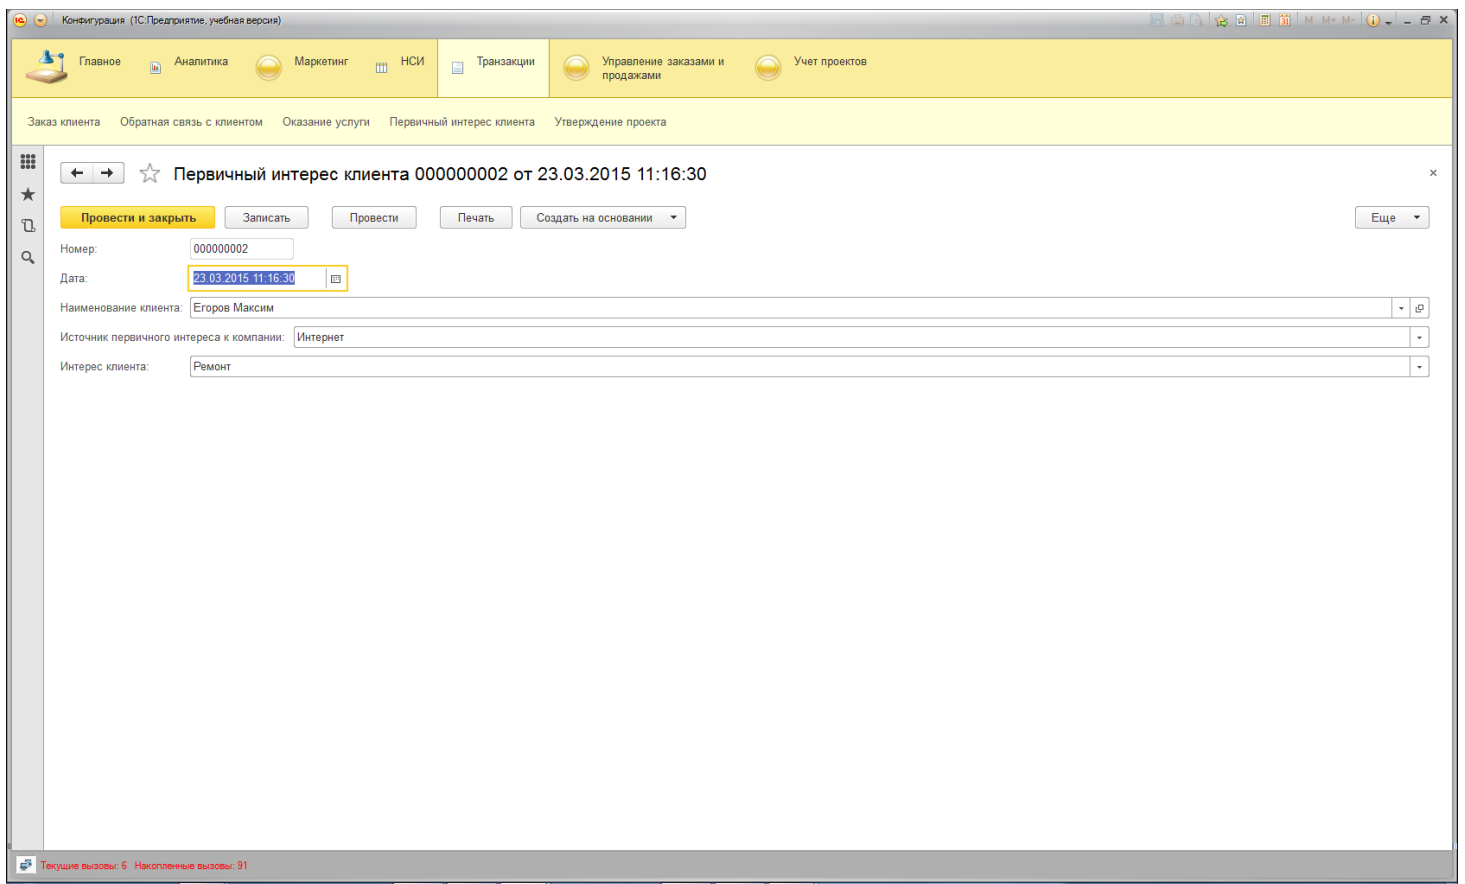 1С Конфигурация (1С:Предприятие, учебная версия) 31 M M+ M-
Главное Аналитика Маркетинг НСИ Транзакции Управление заказами и продажами Учет проектов
Заказ клиента Обратная связь с клиентом Оказание услуги Первичный интерес клиента Утверждение проекта
Первичный интерес клиента 000000002 от 23.03.2015 11:16:30
Провести и закрыть Записать Провести Печать Создать на основании Еще
Номер: 000000002
Дата: 23.03.2015 11:16:30
Наименование клиента: Егоров Максим
Источник первичного интереса к компании: Интернет
Интерес клиента: Ремонт
Текущие вызовы: 6 Накопленные вызовы: 91